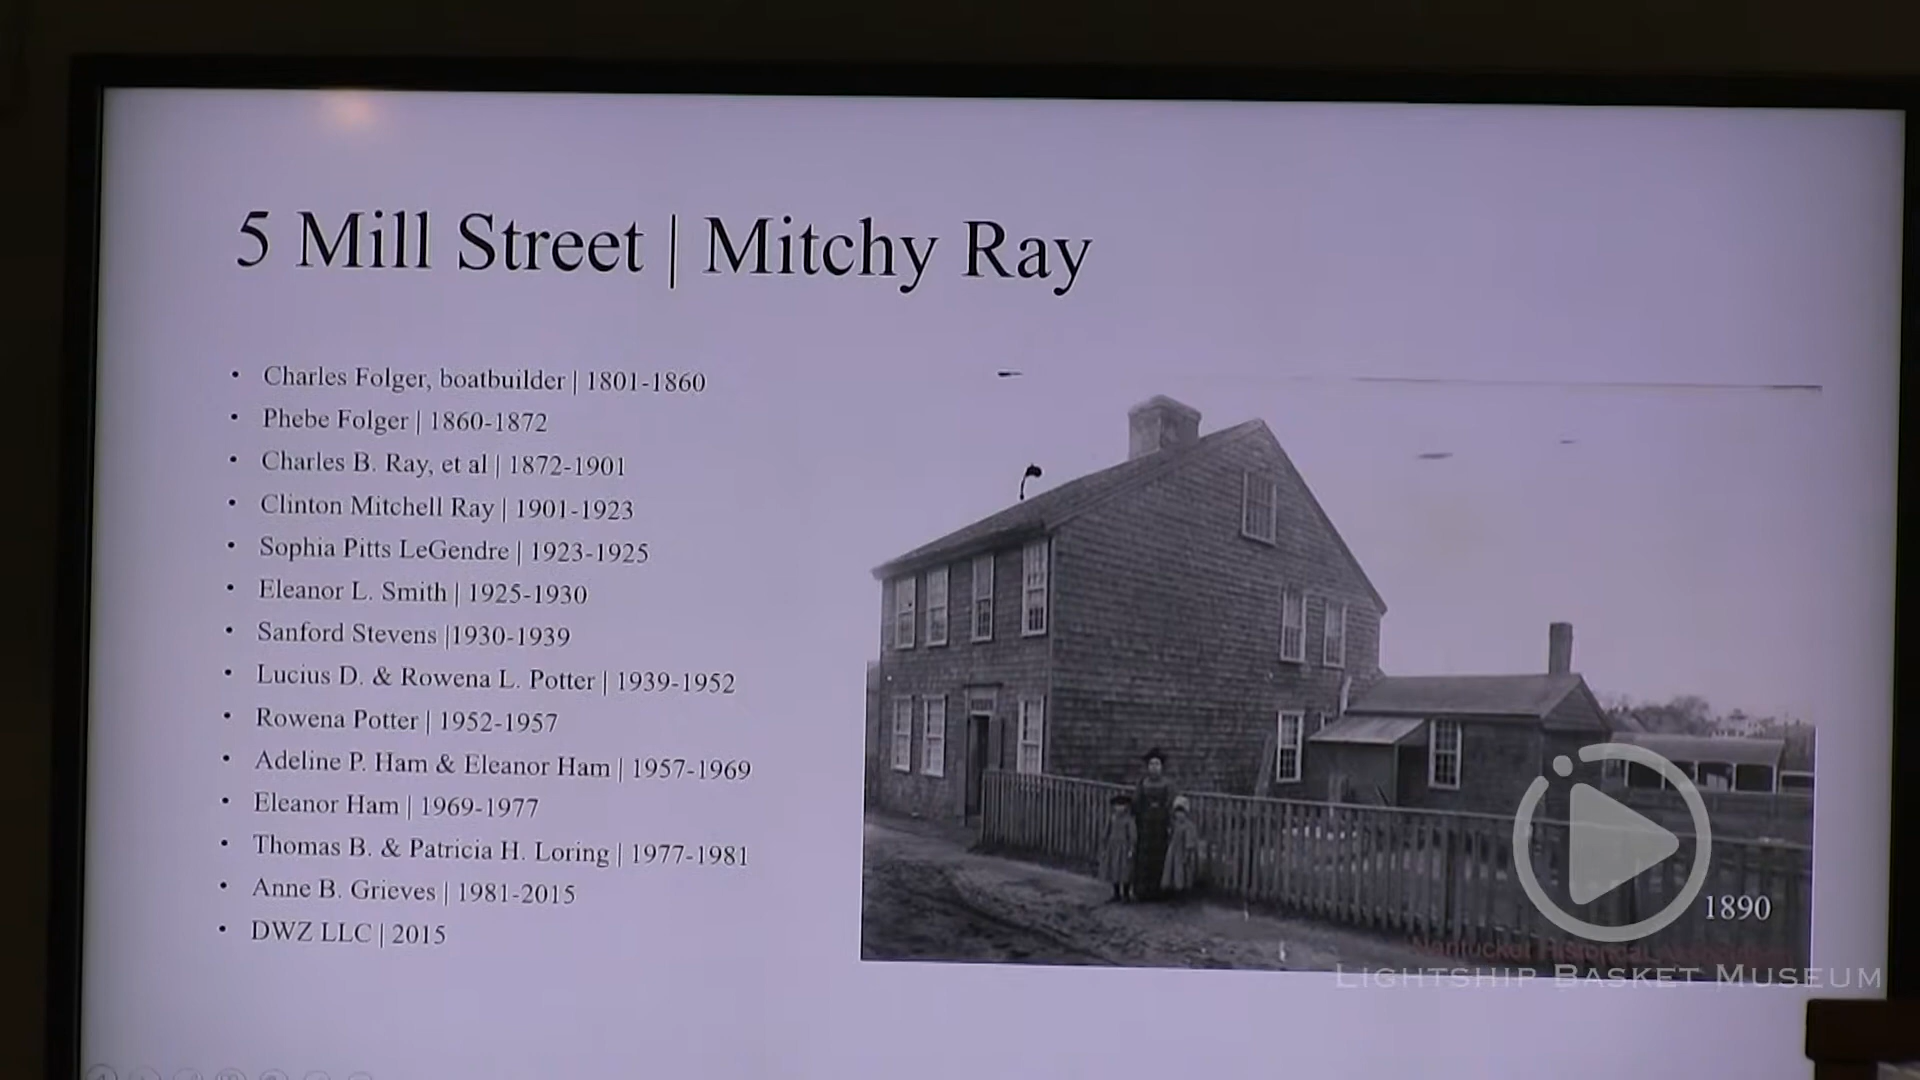 5 Mill Street | Mitchy Ray
• Charles Folger, boatbuilder | 1801-1860
• Phebe Folger | 1860-1872
• Charles B. Ray, et al | 1872-1901
• Clinton Mitchell Ray | 1901-1923
• Sophia Pitts LeGendre | 1923-1925
• Eleanor L. Smith | 1925-1930
• Sanford Stevens |1930-1939
• Lucius D. & Rowena L. Potter | 1939-1952
• Rowena Potter | 1952-1957
• Adeline P. Ham & Eleanor Ham | 1957-1969
• Eleanor Ham | 1969-1977
• Thomas B. & Patricia H. Loring | 1977-1981
• Anne B. Grieves | 1981-2015
• DWZ LLC | 2015
1890
Nantucket Historical
Lightship Basket Museum